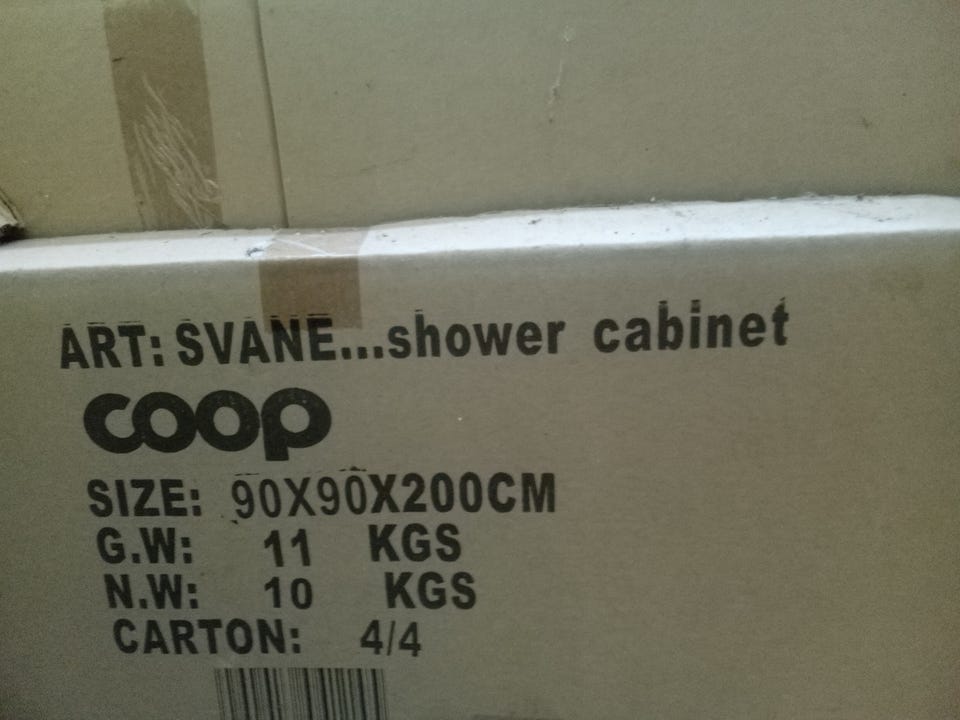 ART: SVANE...shower cabinet
coop
SIZE: 90X90X200CM
G.W: 11 KGS
N.W: 10 KGS
CARTON: 4/4